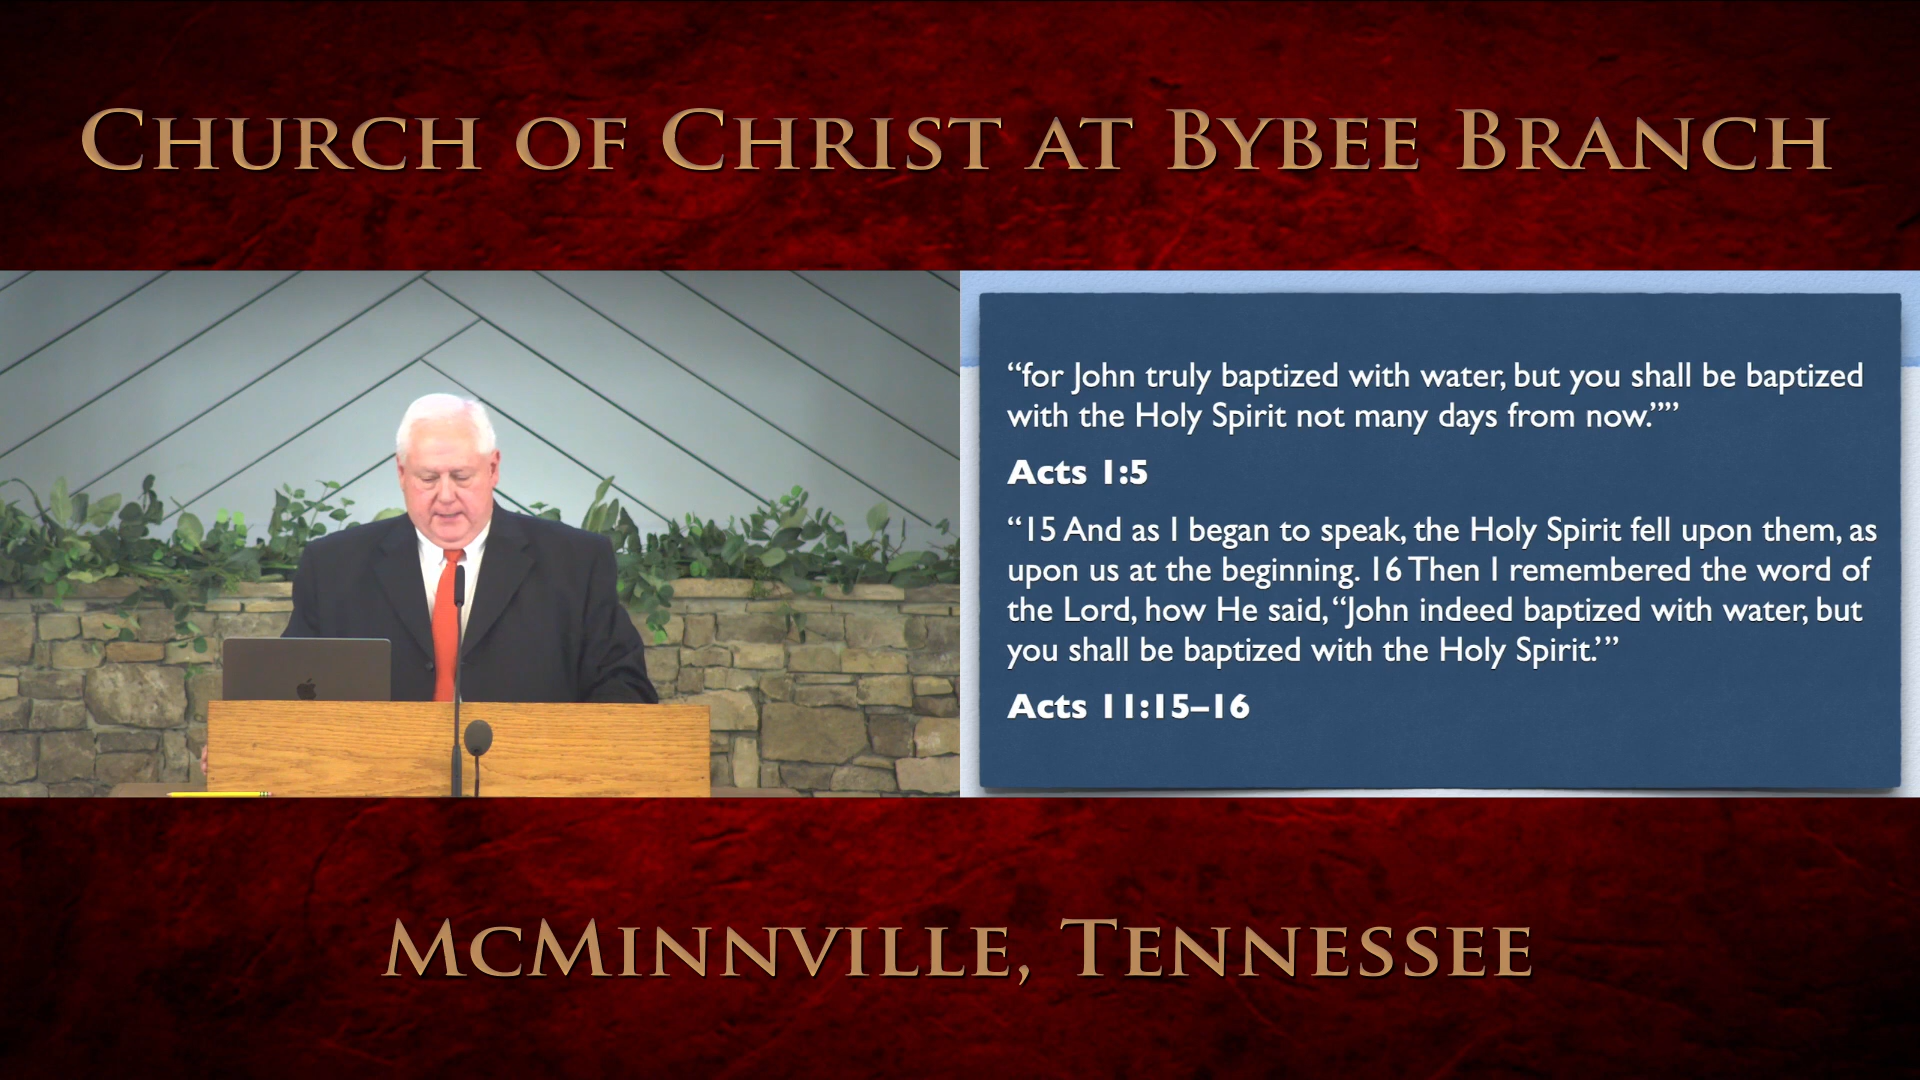 Church of Christ at Bybee Branch
“for John truly baptized with water, but you shall be baptized
with the Holy Spirit not many days from now.””
Acts 1:5
“15 And as I began to speak, the Holy Spirit fell upon them, as
upon us at the beginning. 16 Then I remembered the word of
the Lord, how He said, “John indeed baptized with water, but
you shall be baptized with the Holy Spirit.’”
Acts 11:15–16
McMinnville, Tennessee